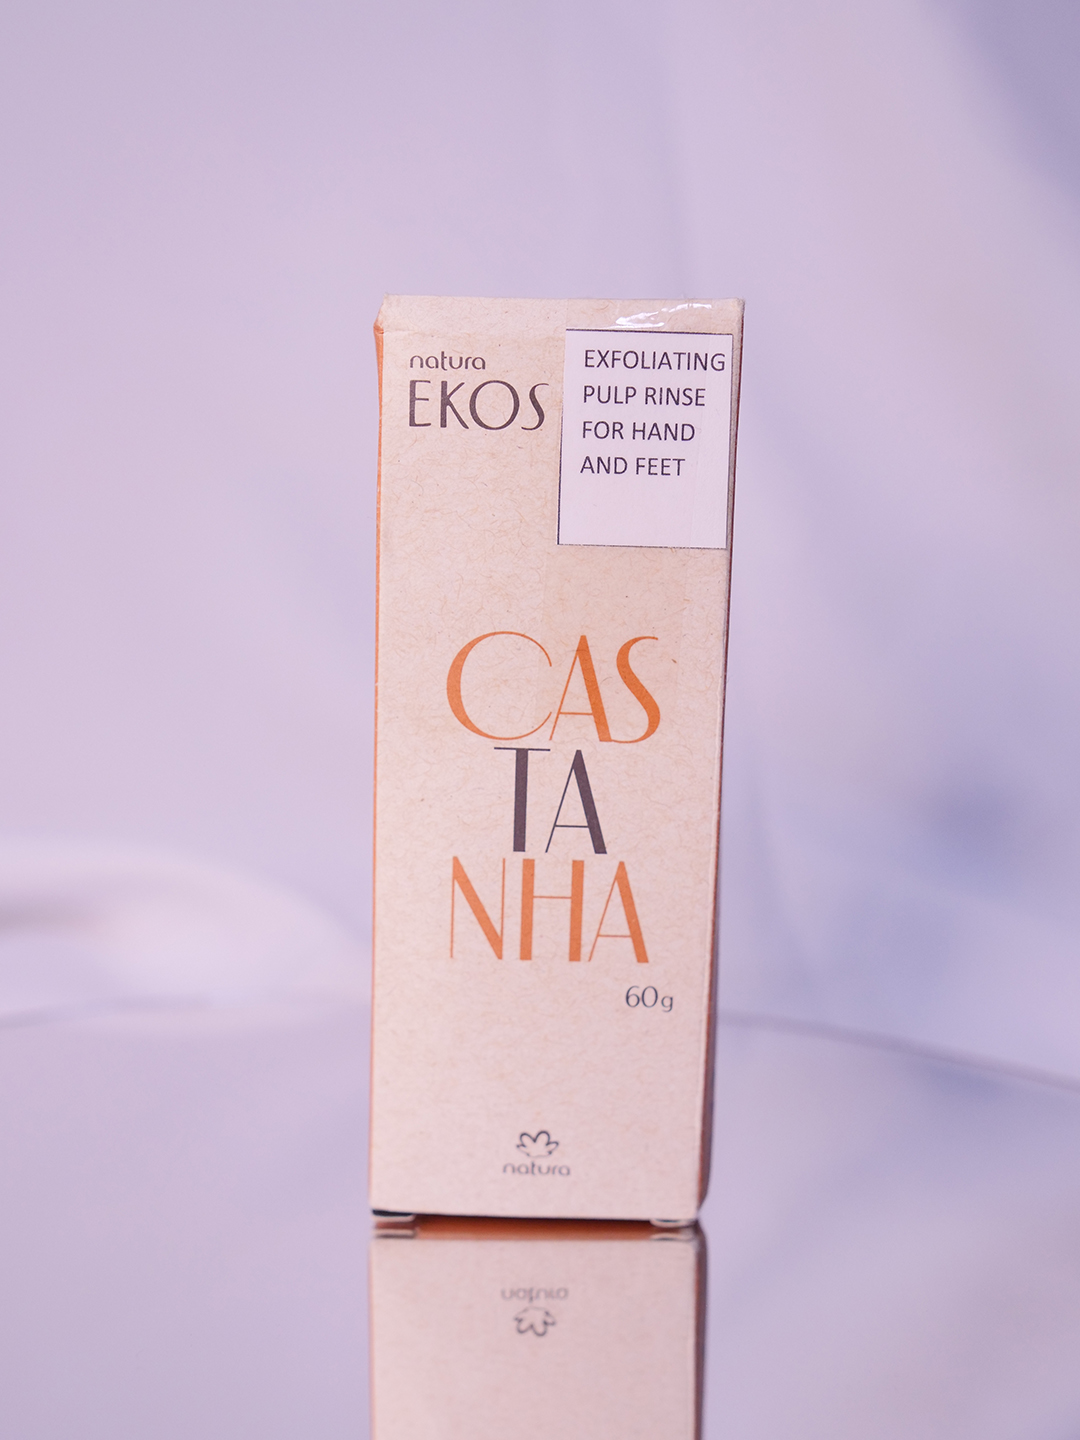 natura
EKOS
EXFOLIATING
PULP RINSE
FOR HAND
AND FEET
CAS
TA
NHA
60g
natura